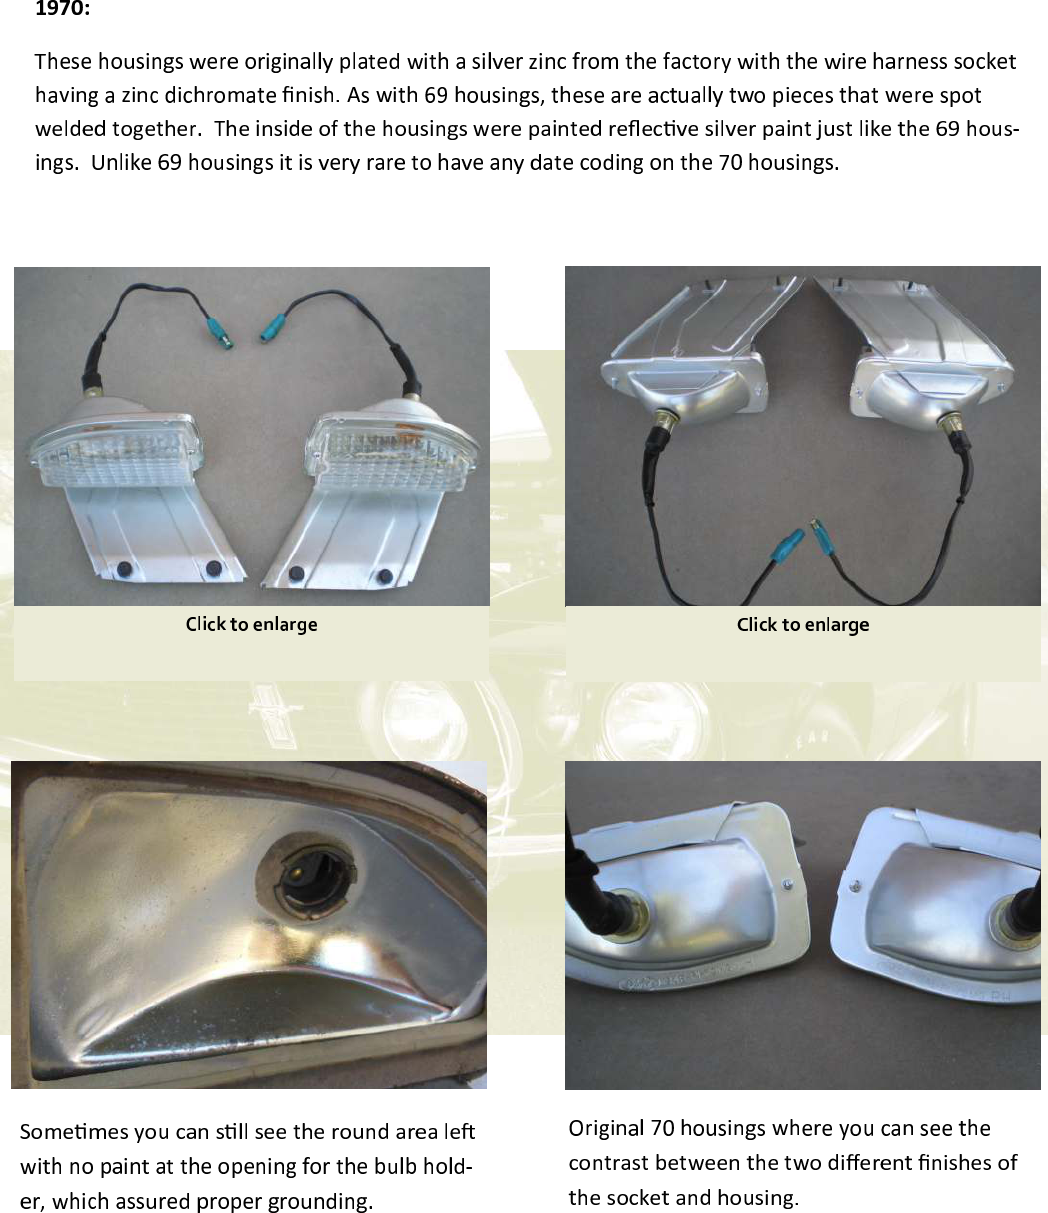 1970:
These housings were originally plated with a silver zinc from the factory with the wire harness socket
having a zinc dichromate finish. As with 69 housings, these are actually two pieces that were spot
welded together.  The inside of the housings were painted reflective silver paint just like the 69 hous-
ings.  Unlike 69 housings it is very rare to have any date coding on the 70 housings.
Click to enlarge
Click to enlarge
Sometimes you can still see the round area left
with no paint at the opening for the bulb hold-
er, which assured proper grounding.
Original 70 housings where you can see the
contrast between the two different finishes of
the socket and housing.